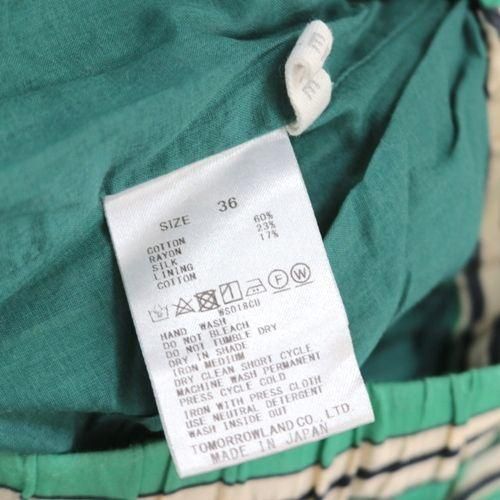 SIZE 36
COTTON 60%
RAYON 23%
SILK 17%
LINING
COTTON
F W
WS018CU
HAND WASH
DO NOT BLEACH
DO NOT TUMBLE DRY
DRY IN SHADE
IRON MEDIUM
DRY CLEAN SHORT CYCLE
MACHINE WASH PERMANENT
PRESS CYCLE COLD
IRON WITH PRESS CLOTH
USE NEUTRAL DETERGENT
WASH INSIDE OUT
TOMORROWLAND CO., LTD.
MADE IN JAPAN